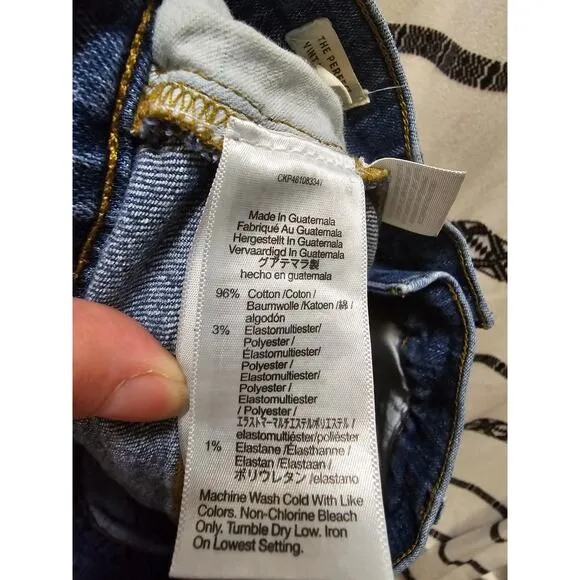 THE PERFE
VINT
CKP461083347
Made In Guatemala
Fabriqué Au Guatemala
Hergestellt In Guatemala
Vervaardigd In Guatemala
グアテマラ製
hecho en guatemala
96% Cotton /Coton/
Baumwolle /Katoen /綿 /
algodón
3% Elastomultiester/
Polyester /
Élastomultiester/
Polyester/
Elastomultiester/
Polyester/
Elastomultiester
/ Polyester /
エラストマーマルチエステル/ポリエステル /
elastomultiéster/poliéster
1% Elastane /Élasthanne/
Elastan /Elastaan/
ポリウレタン /elastano
Machine Wash Cold With Like
Colors. Non-Chlorine Bleach
Only. Tumble Dry Low. Iron
On Lowest Setting.